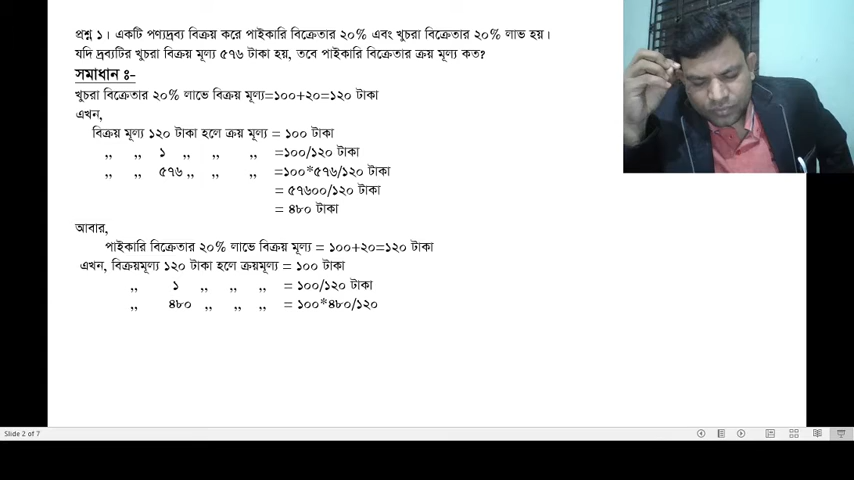 প্রশ্ন ১। একটি পণ্যদ্রব্য বিক্রয় করে পাইকারি বিক্রেতার ২০% এবং খুচরা বিক্রেতার ২০% লাভ হয়।
যদি দ্রব্যটির খুচরা বিক্রয় মূল্য ৫৭৬ টাকা হয়, তবে পাইকারি বিক্রেতার ক্রয় মূল্য কত?
সমাধান ঃ-
খুচরা বিক্রেতার ২০% লাভে বিক্রয় মূল্য=১০০+২০=১২০ টাকা
এখন,
বিক্রয় মূল্য ১২০ টাকা হলে ক্রয় মূল্য = ১০০ টাকা
,, ,, ১ ,, ,, ,, =১০০/১২০ টাকা
,, ,, ৫৭৬ ,, ,, ,, =১০০*৫৭৬/১২০ টাকা
= ৫৭৬০০/১২০ টাকা
= ৪৮০ টাকা
আবার,
পাইকারি বিক্রেতার ২০% লাভে বিক্রয় মূল্য = ১০০+২০=১২০ টাকা
এখন, বিক্রয়মূল্য ১২০ টাকা হলে ক্রয়মূল্য = ১০০ টাকা
,, ১ ,, ,, ,, = ১০০/১২০ টাকা
,, ৪৮০ ,, ,, ,, = ১০০*৪৮০/১২০
Slide 2 of 7